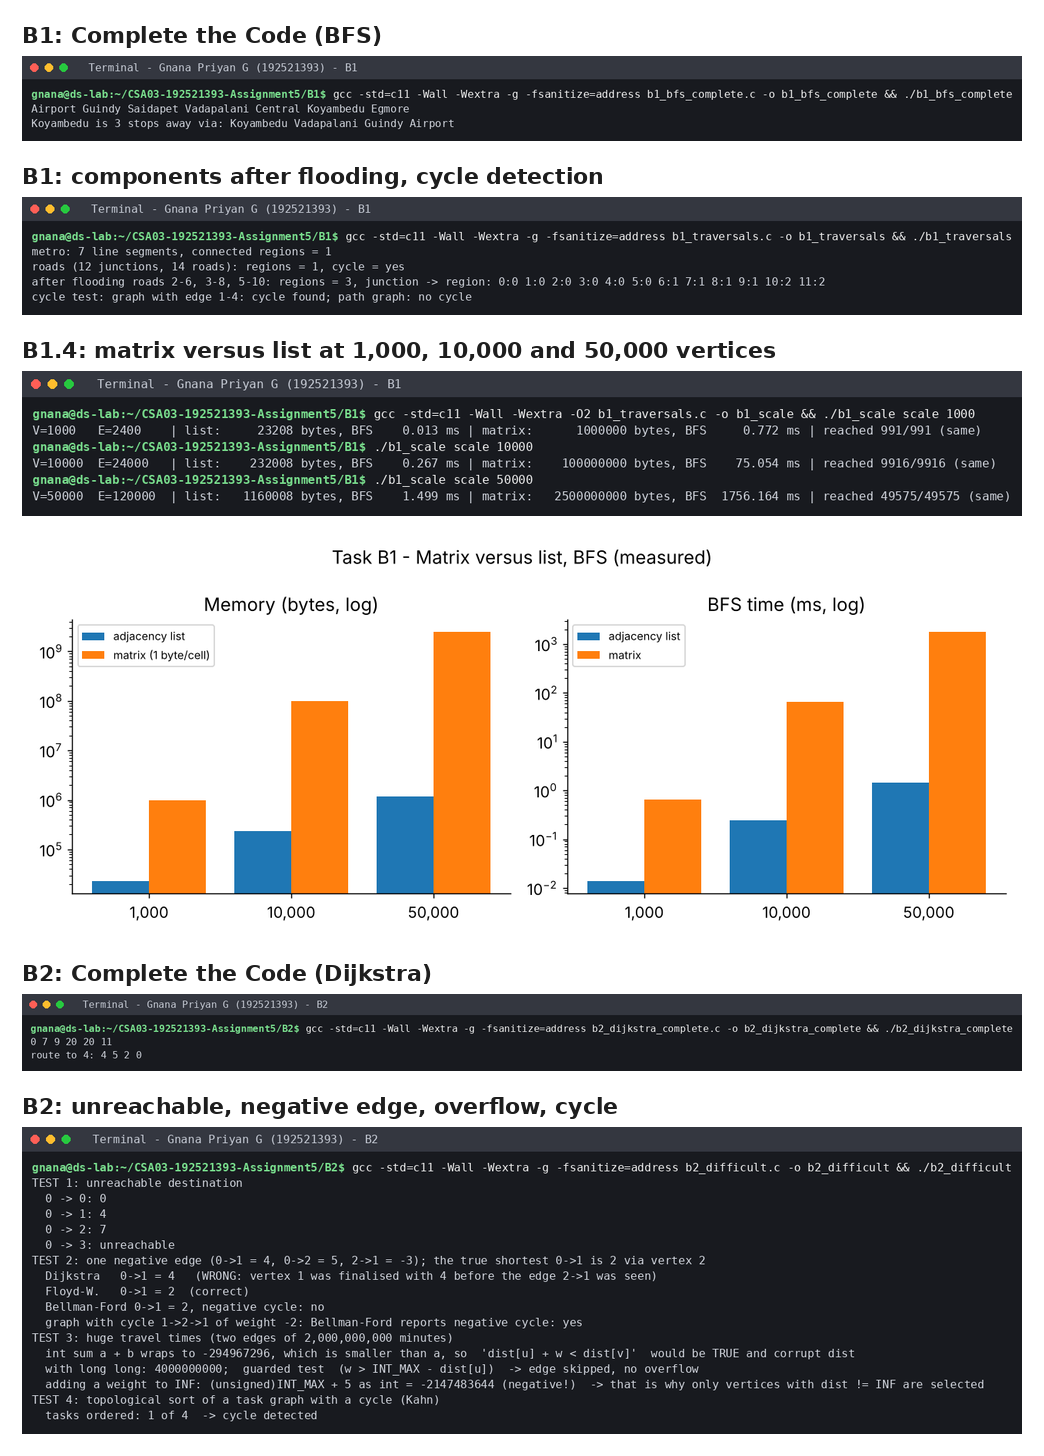 B1: Complete the Code (BFS)
Terminal - Gnana Priyan G (192521393) - B1
gnana@ds-lab:~/CSA03-192521393-Assignment5/B1$ gcc -std=c11 -Wall -Wextra -g -fsanitize=address b1_bfs_complete.c -o b1_bfs_complete && ./b1_bfs_complete
Airport Guindy Saidapet Vadapalani Central Koyambedu Egmore
Koyambedu is 3 stops away via: Koyambedu Vadapalani Guindy Airport
B1: components after flooding, cycle detection
Terminal - Gnana Priyan G (192521393) - B1
gnana@ds-lab:~/CSA03-192521393-Assignment5/B1$ gcc -std=c11 -Wall -Wextra -g -fsanitize=address b1_traversals.c -o b1_traversals && ./b1_traversals
metro: 7 line segments, connected regions = 1
roads (12 junctions, 14 roads): regions = 1, cycle = yes
after flooding roads 2-6, 3-8, 5-10: regions = 3, junction -> region: 0:0 1:0 2:0 3:0 4:0 5:0 6:1 7:1 8:1 9:1 10:2 11:2
cycle test: graph with edge 1-4: cycle found; path graph: no cycle
B1.4: matrix versus list at 1,000, 10,000 and 50,000 vertices
Terminal - Gnana Priyan G (192521393) - B1
gnana@ds-lab:~/CSA03-192521393-Assignment5/B1$ gcc -std=c11 -Wall -Wextra -O2 b1_traversals.c -o b1_scale && ./b1_scale scale 1000
V=1000   E=2400    | list:     23208 bytes, BFS    0.013 ms | matrix:      1000000 bytes, BFS     0.772 ms | reached 991/991 (same)
gnana@ds-lab:~/CSA03-192521393-Assignment5/B1$ ./b1_scale scale 10000
V=10000  E=24000   | list:    232008 bytes, BFS    0.267 ms | matrix:    100000000 bytes, BFS    75.054 ms | reached 9916/9916 (same)
gnana@ds-lab:~/CSA03-192521393-Assignment5/B1$ ./b1_scale scale 50000
V=50000  E=120000  | list:   1160008 bytes, BFS    1.499 ms | matrix:   2500000000 bytes, BFS  1756.164 ms | reached 49575/49575 (same)
Task B1 - Matrix versus list, BFS (measured)
Memory (bytes, log)
adjacency list
matrix (1 byte/cell)
10⁹
10⁸
10⁷
10⁶
10⁵
1,000
10,000
50,000
BFS time (ms, log)
adjacency list
matrix
10³
10²
10¹
10⁰
10⁻¹
10⁻²
1,000
10,000
50,000
B2: Complete the Code (Dijkstra)
Terminal - Gnana Priyan G (192521393) - B2
gnana@ds-lab:~/CSA03-192521393-Assignment5/B2$ gcc -std=c11 -Wall -Wextra -g -fsanitize=address b2_dijkstra_complete.c -o b2_dijkstra_complete && ./b2_dijkstra_complete
0 7 9 20 20 11
route to 4: 4 5 2 0
B2: unreachable, negative edge, overflow, cycle
Terminal - Gnana Priyan G (192521393) - B2
gnana@ds-lab:~/CSA03-192521393-Assignment5/B2$ gcc -std=c11 -Wall -Wextra -g -fsanitize=address b2_difficult.c -o b2_difficult && ./b2_difficult
TEST 1: unreachable destination
  0 -> 0: 0
  0 -> 1: 4
  0 -> 2: 7
  0 -> 3: unreachable
TEST 2: one negative edge (0->1 = 4, 0->2 = 5, 2->1 = -3); the true shortest 0->1 is 2 via vertex 2
  Dijkstra   0->1 = 4   (WRONG: vertex 1 was finalised with 4 before the edge 2->1 was seen)
  Floyd-W.   0->1 = 2  (correct)
  Bellman-Ford 0->1 = 2, negative cycle: no
  graph with cycle 1->2->1 of weight -2: Bellman-Ford reports negative cycle: yes
TEST 3: huge travel times (two edges of 2,000,000,000 minutes)
  int sum a + b wraps to -294967296, which is smaller than a, so  'dist[u] + w < dist[v]'  would be TRUE and corrupt dist
  with long long: 4000000000;  guarded test  (w > INT_MAX - dist[u])  -> edge skipped, no overflow
  adding a weight to INF: (unsigned)INT_MAX + 5 as int = -2147483644 (negative!)  -> that is why only vertices with dist != INF are selected
TEST 4: topological sort of a task graph with a cycle (Kahn)
  tasks ordered: 1 of 4  -> cycle detected